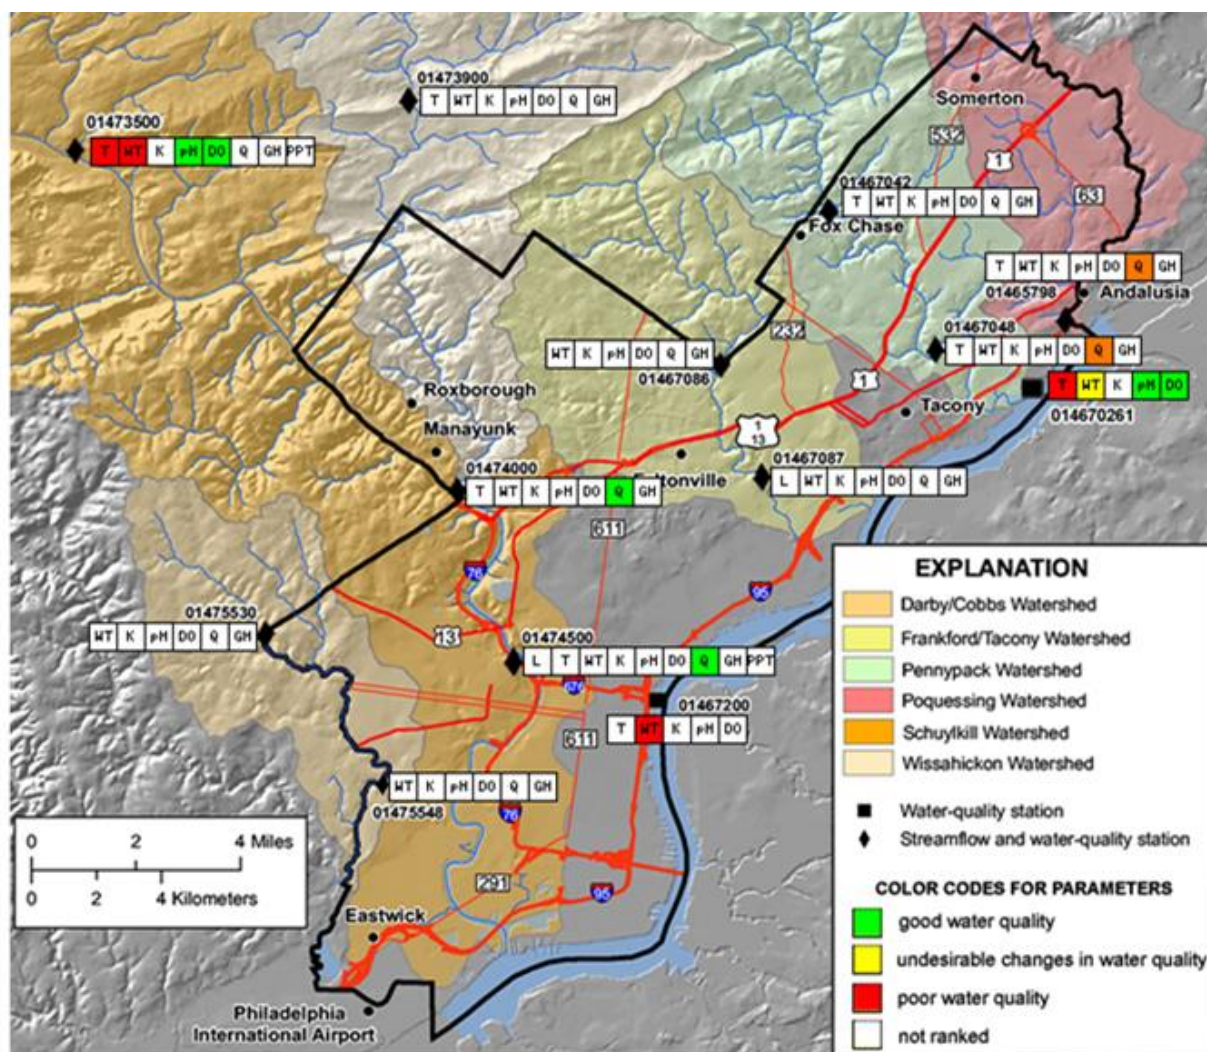 Somerton
01473900
T WT K pH DO Q GH
01473500
T WT K pH DO Q GH PPT
532
1
01467042
T WT K pH DO Q GH
63
Fox Chase
T WT K pH DO Q GH
01465798
Andalusia
232
01467048
T WT K pH DO Q GH
WT K pH DO Q GH
01467086
1
T WT K pH DO
014670261
Roxborough
Tacony
Manayunk
1
13
01474000
T WT K pH DO Q GH
ltonville
01467087
L WT K pH DO Q GH
611
76
95
EXPLANATION
Darby/Cobbs Watershed
Frankford/Tacony Watershed
Pennypack Watershed
Poquessing Watershed
Schuylkill Watershed
Wissahickon Watershed
Water-quality station
Streamflow and water-quality station
COLOR CODES FOR PARAMETERS
good water quality
undesirable changes in water quality
poor water quality
not ranked
01475530
WT K pH DO Q GH
13
01474500
L T WT K pH DO Q GH PPT
676
01467200
T WT K pH DO
611
WT K pH DO Q GH
01475548
76
0 2 4 Miles
0 2 4 Kilometers
291
95
Eastwick
Philadelphia
International Airport